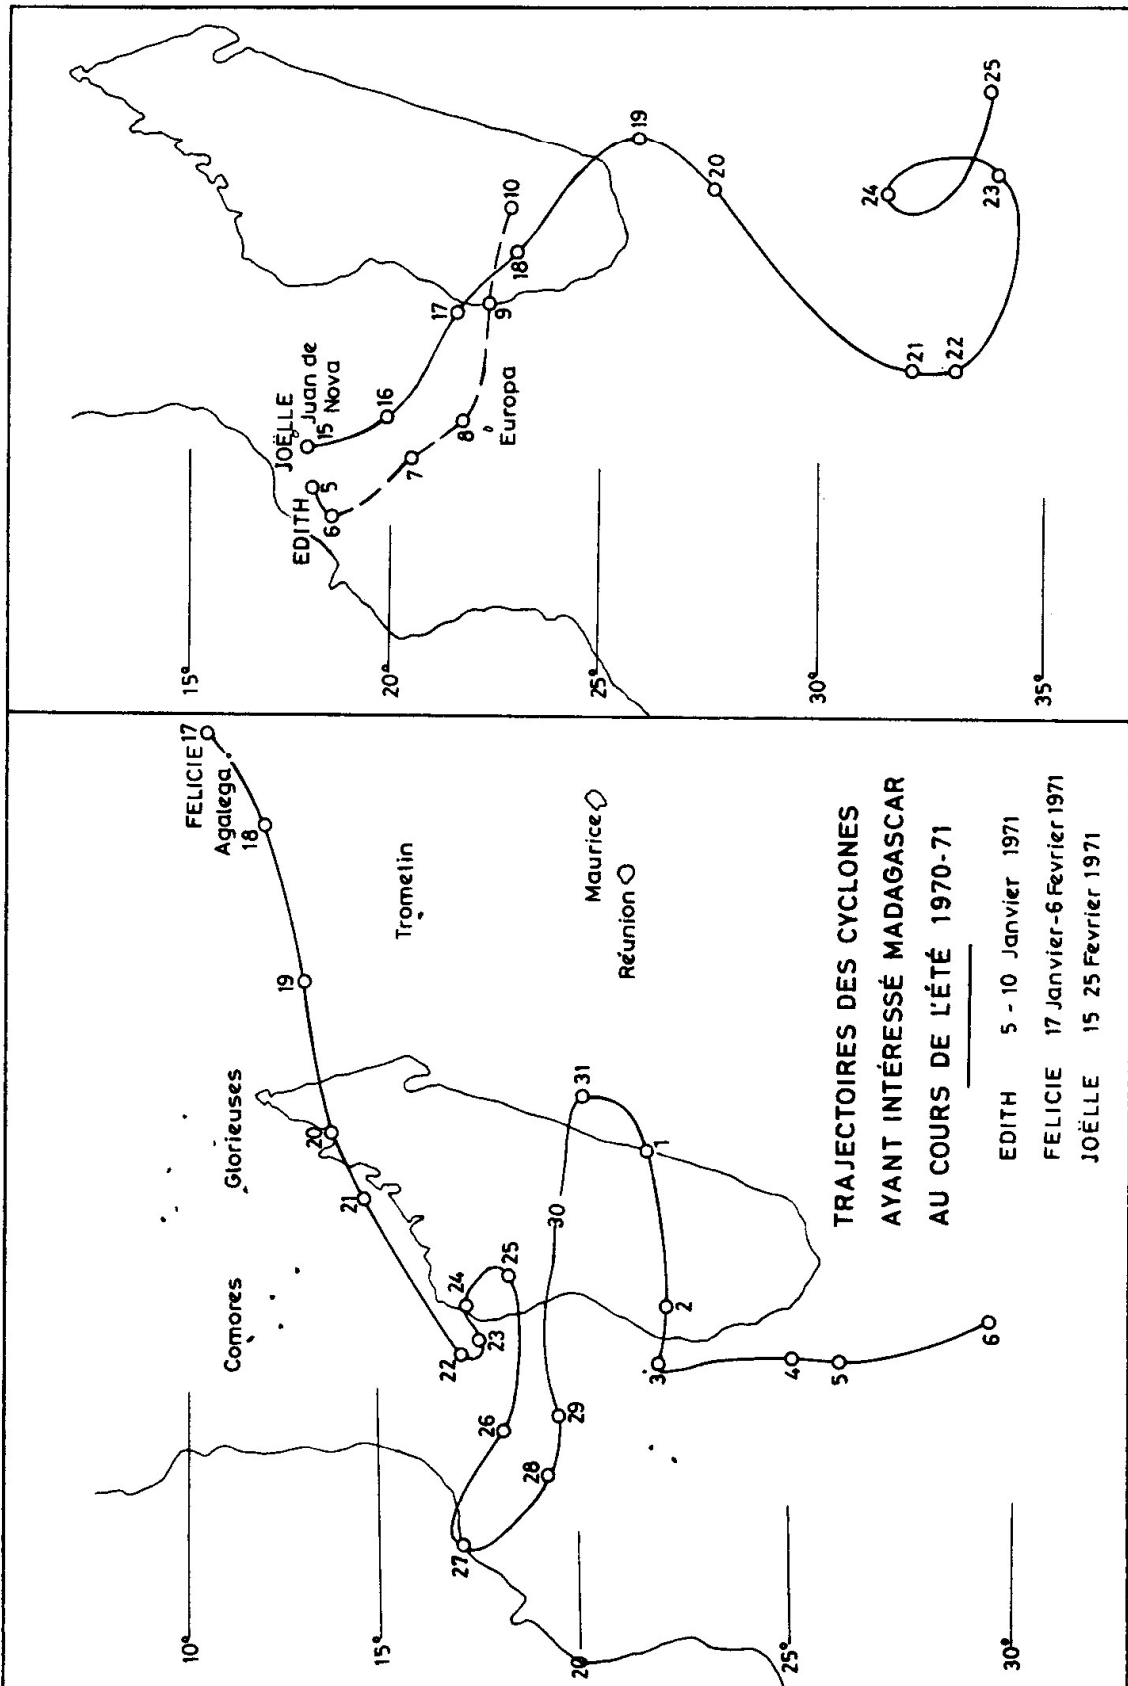 FELICIE 17
Agalega
18
19
20
21
22
23
24
25
26
27
28
29
30
31
1
2
3
4
5
6
Glorieuses
Comores
Tromelin
Maurice
Réunion
10°
15°
20
25°
30°
TRAJECTOIRES DES CYCLONES
AYANT INTÉRESSÉ MADAGASCAR
AU COURS DE L'ÉTÉ 1970-71
EDITH 5 - 10 Janvier 1971
FELICIE 17 Janvier-6 Fevrier 1971
JOËLLE 15 25 Fevrier 1971
JOËLLE
15
Juan de
Nova
16
17
18
19
20
21
22
23
24
25
EDITH
5
6
7
8
9
10
Europa
15°
20°
25°
30°
35°